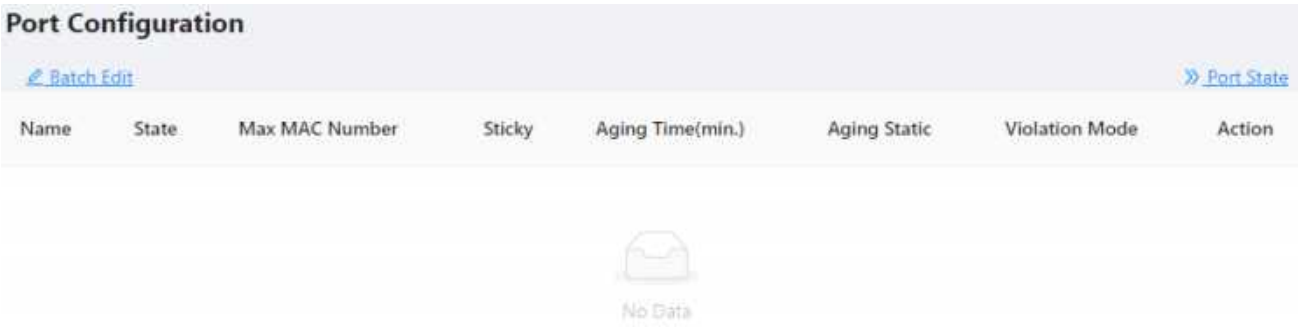 Port Configuration
Batch Edit
Port State
Name State Max MAC Number Sticky Aging Time(min.) Aging Static Violation Mode Action
No Data